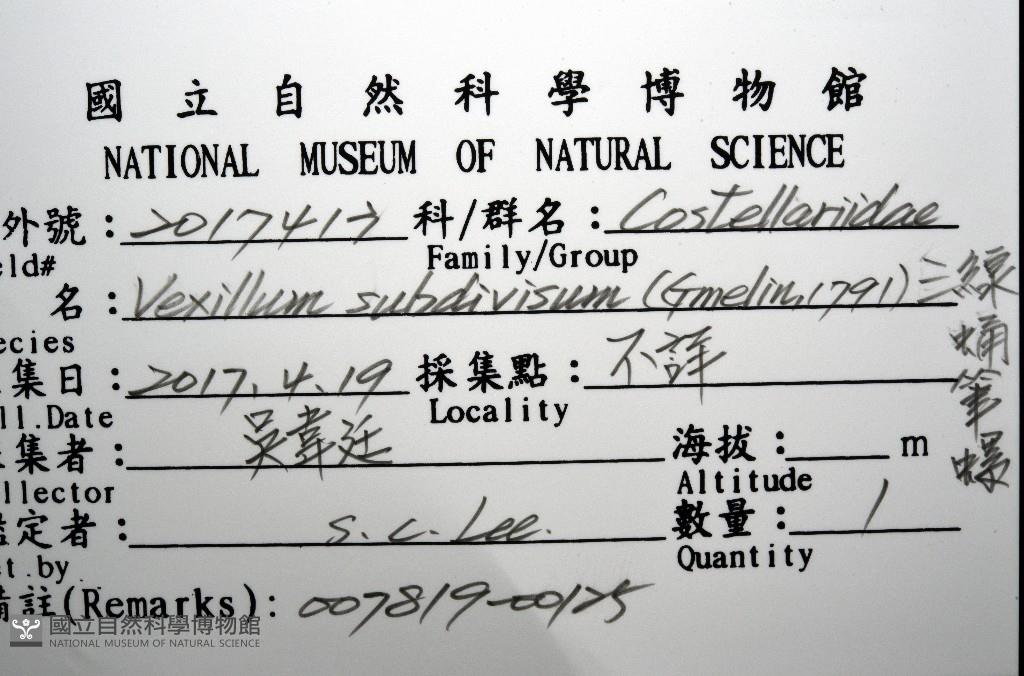 國立自然科學博物館
NATIONAL MUSEUM OF NATURAL SCIENCE
外號：2017417 科/群名：Costellariidae
eld# Family/Group
名：Vexillum subdivisum (Gmelin, 1791) 三線蛹筆螺
ecies
集日：2017.4.19 採集點：不詳
ll.Date Locality
集者：吳韋廷 海拔：m
llector Altitude
定者：S.C.Lee. 數量：1
t.by Quantity
備註(Remarks)：007819-00125
國立自然科學博物館
NATIONAL MUSEUM OF NATURAL SCIENCE